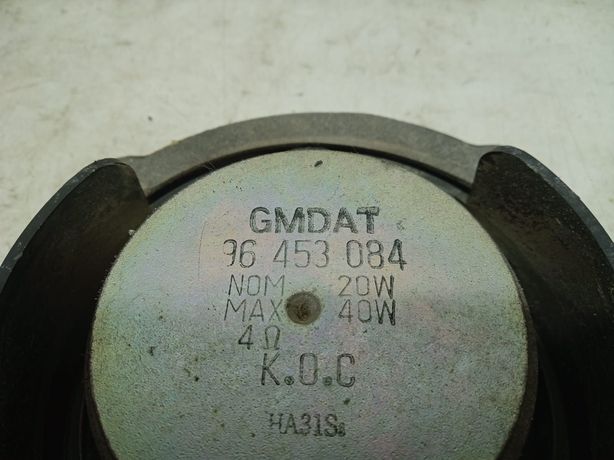 GMDAT
96 453 084
NOM 20W
MAX 40W
4Ω
K.O.C
HA31S